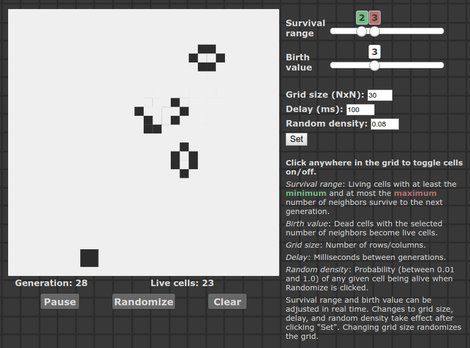 Survival range
2 3
Birth value
3
Grid size (NxN): 30
Delay (ms): 100
Random density: 0.08
Set
Click anywhere in the grid to toggle cells
on/off.
Survival range: Living cells with at least the
minimum and at most the maximum
number of neighbors survive to the next
generation.
Birth value: Dead cells with the selected
number of neighbors become live cells.
Grid size: Number of rows/columns.
Delay: Milliseconds between generations.
Random density: Probability (between 0.01
and 1.0) of any given cell being alive when
Randomize is clicked.
Survival range and birth value can be
adjusted in real time. Changes to grid size,
delay, and random density take effect after
clicking "Set". Changing grid size randomizes
the grid.
Generation: 28 Live cells: 23
Pause Randomize Clear